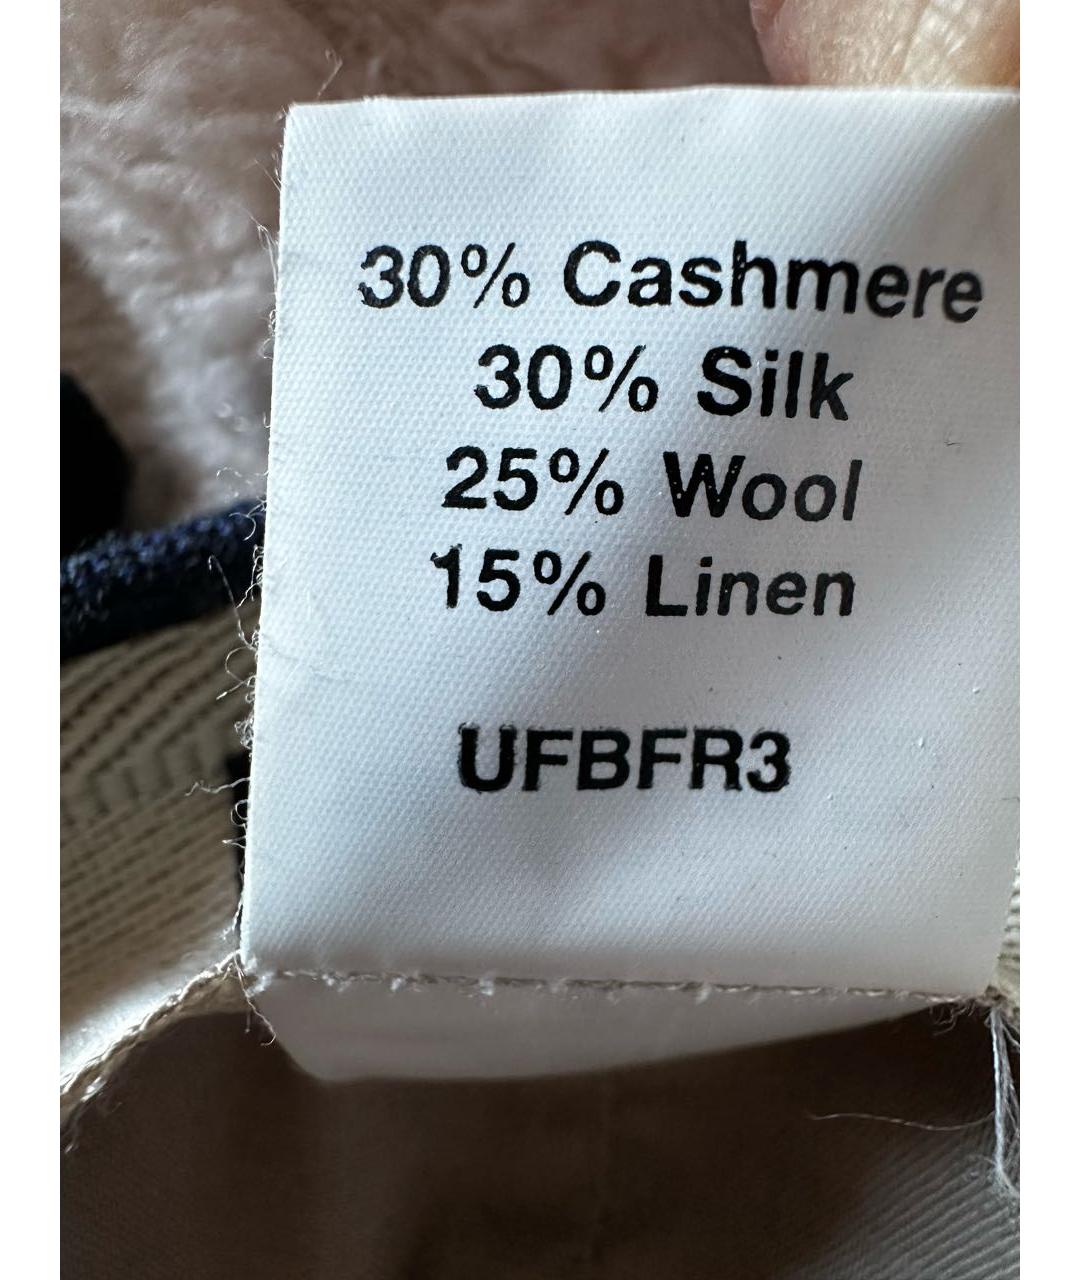 30% Cashmere
30% Silk
25% Wool
15% Linen
UFBFR3